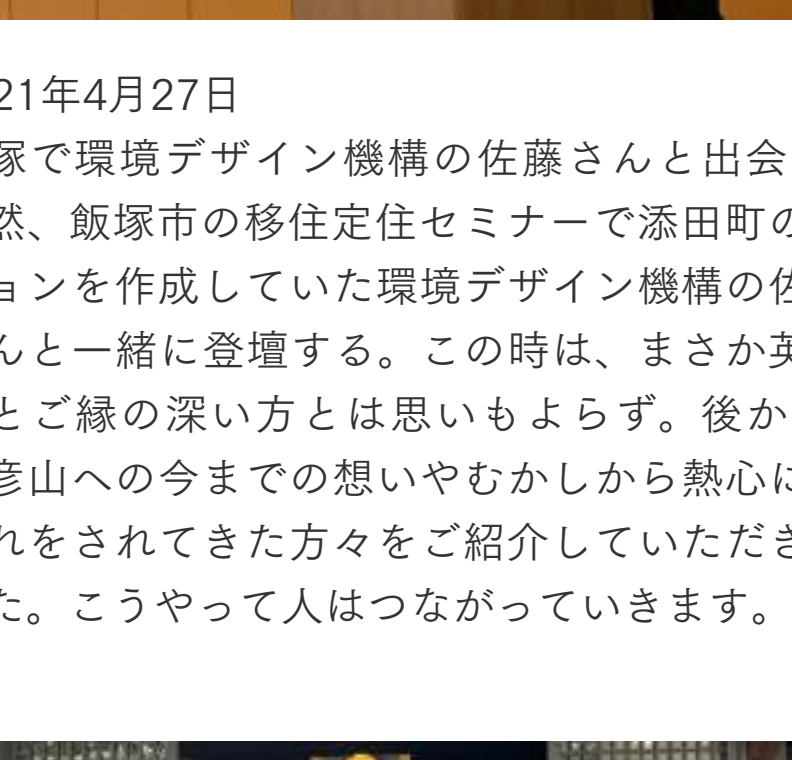 21年4月27日
塚で環境デザイン機構の佐藤さんと出会
然、飯塚市の移住定住セミナーで添田町の
ョンを作成していた環境デザイン機構の佐
んと一緒に登壇する。この時は、まさか英
とご縁の深い方とは思いもよらず。後か
彦山への今までの想いやむかしから熱心に
れをされてきた方々をご紹介していただき
た。こうやって人はつながっていきます。